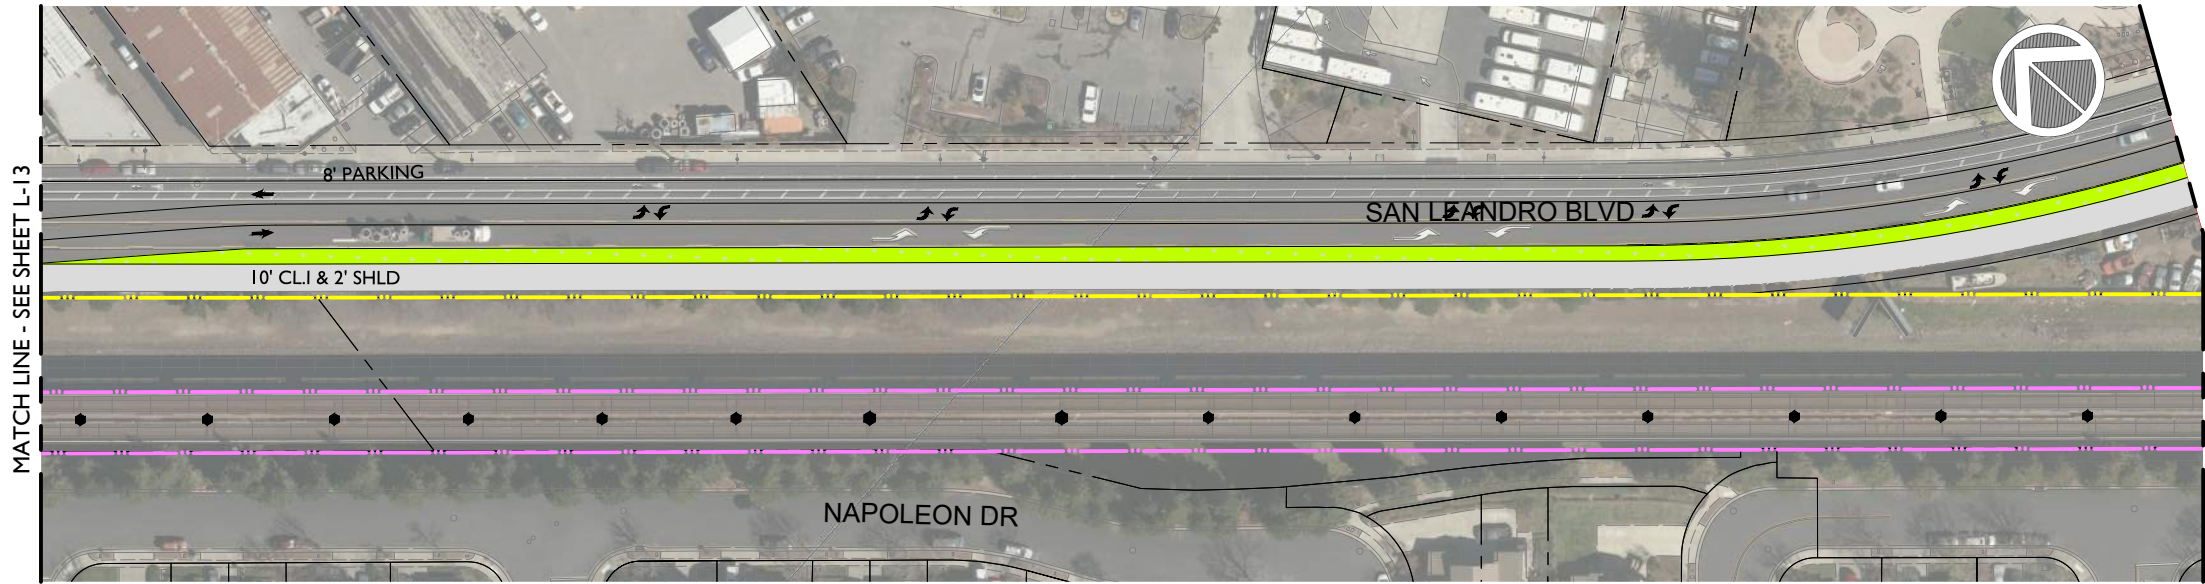 MATCH LINE - SEE SHEET L-13
8' PARKING
SAN LEANDRO BLVD
10' CL.I & 2' SHLD
NAPOLEON DR